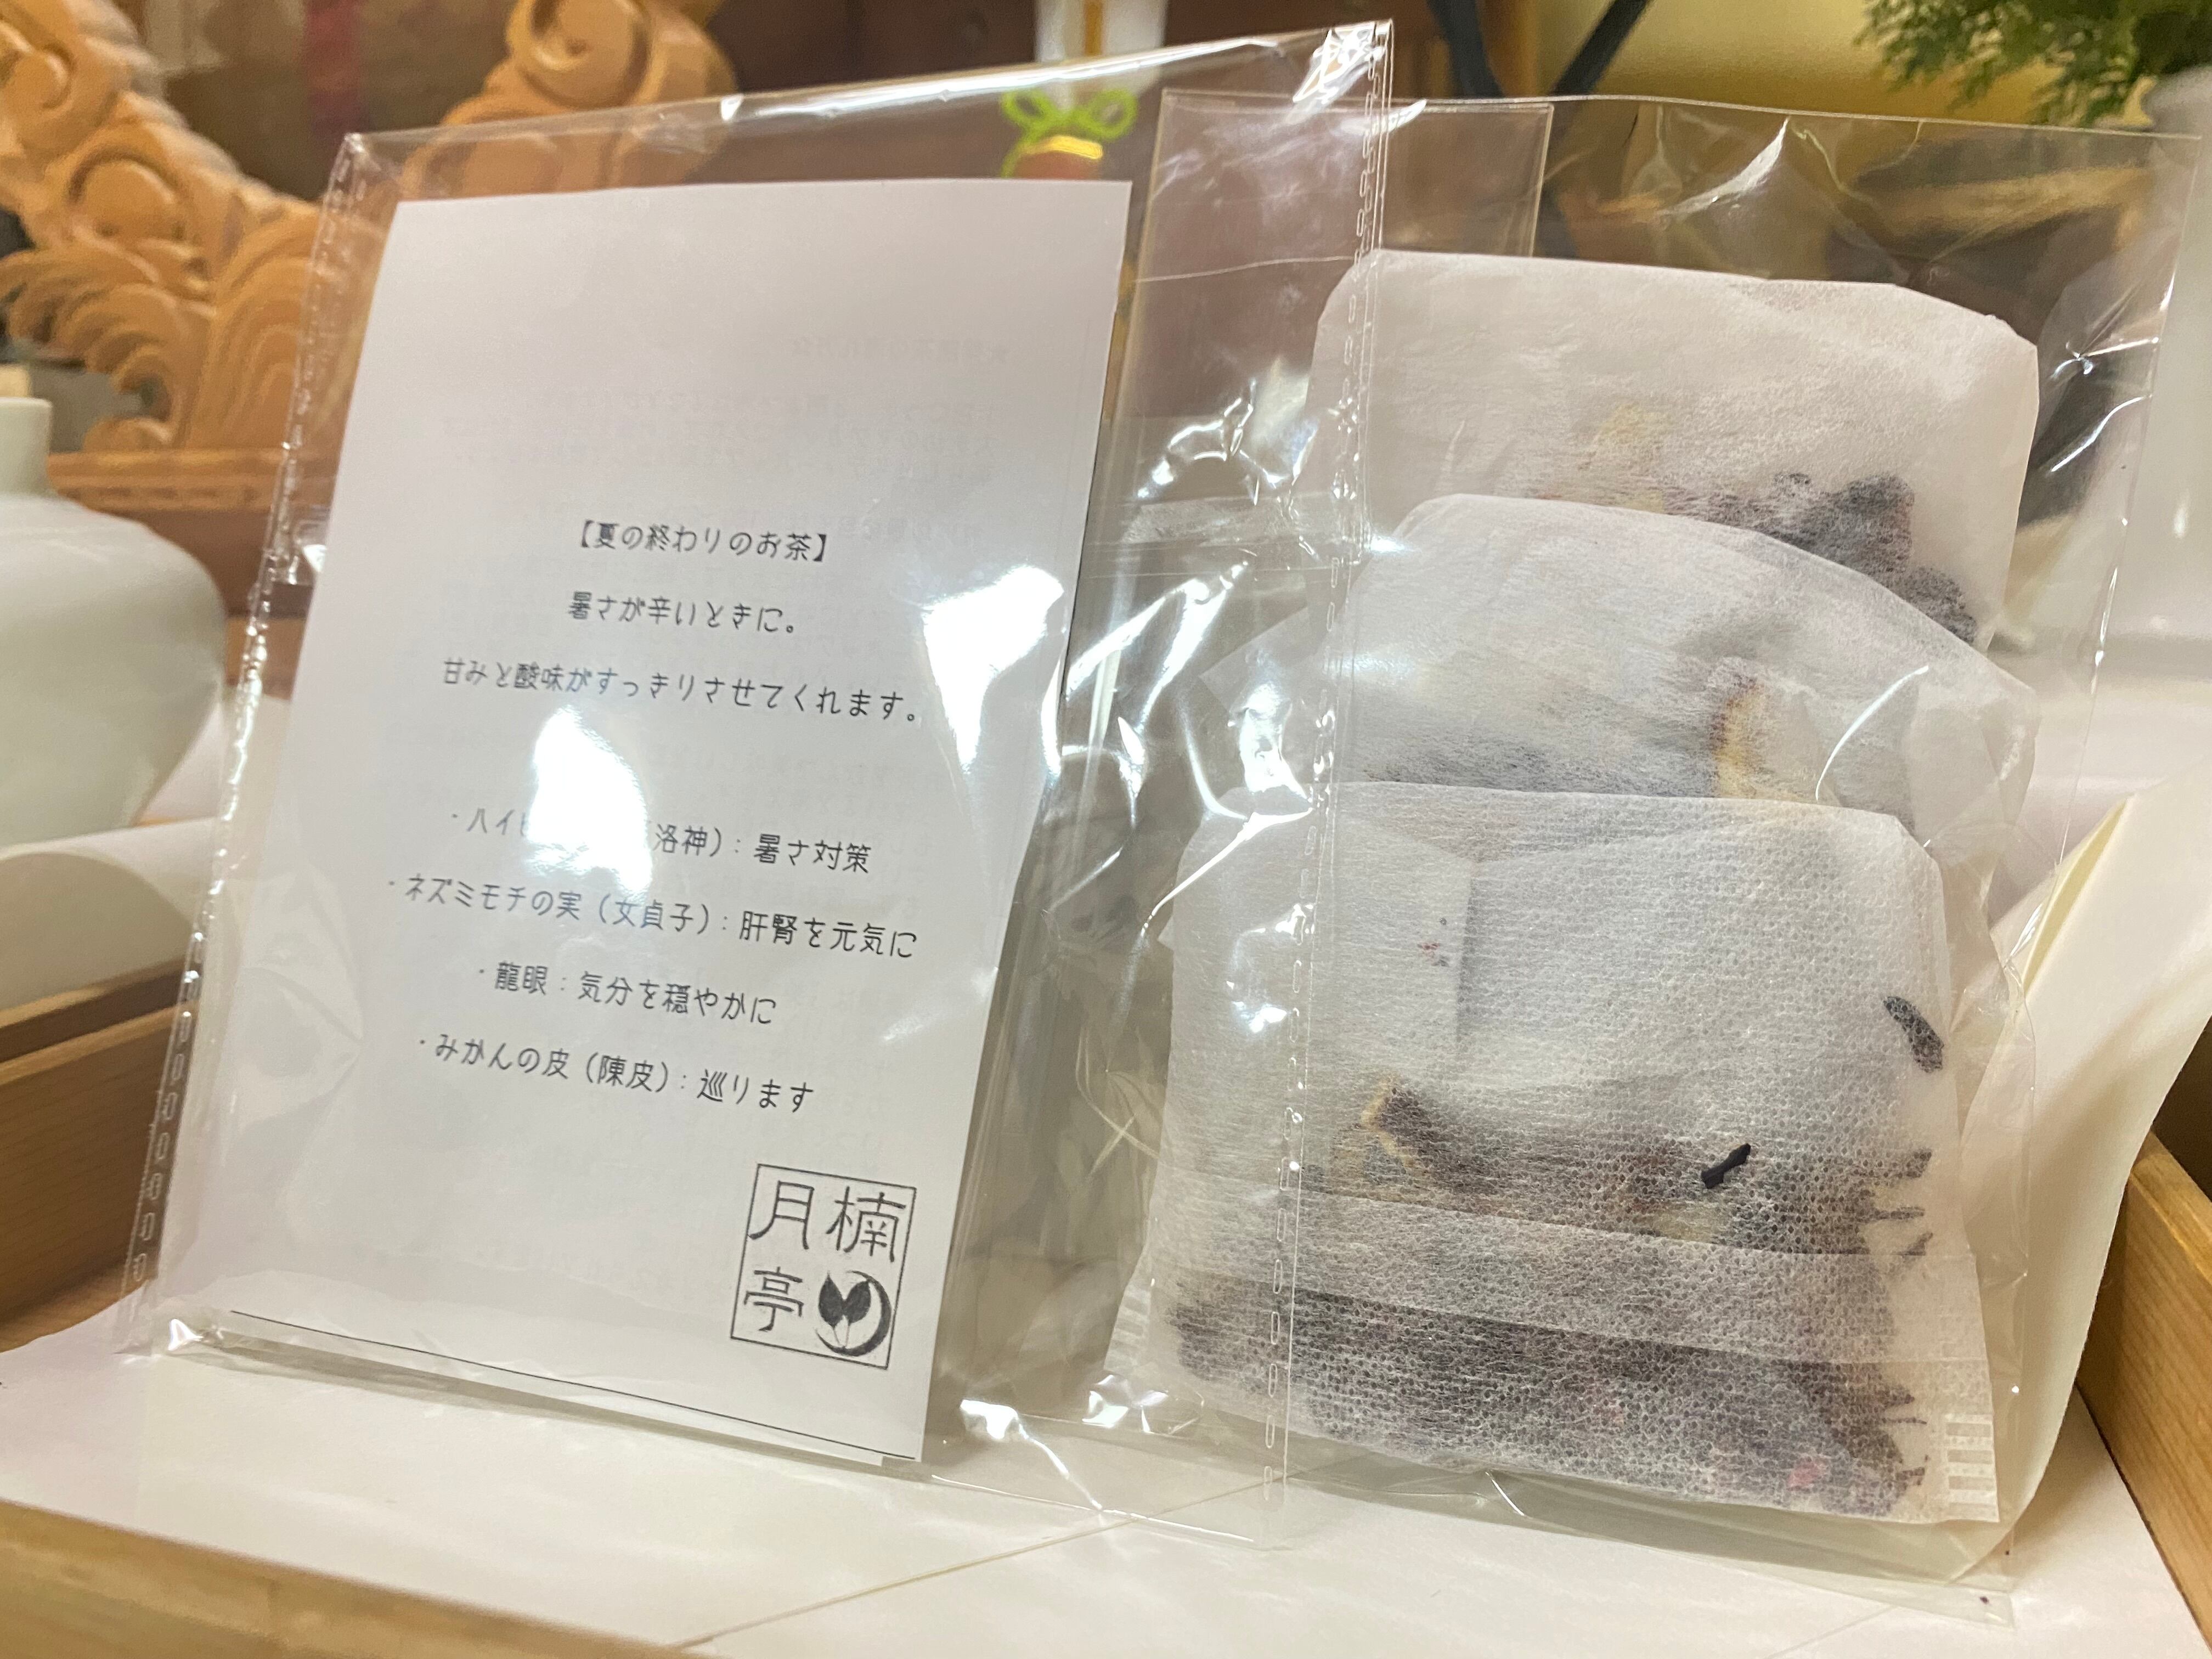 【夏の終わりのお茶】
暑さが辛いときに。
甘みと酸味がすっきりさせてくれます。
・ハイ 洛神）：暑さ対策
・ネズミモチの実（女貞子）：肝腎を元気に
・龍眼：気分を穏やかに
・みかんの皮（陳皮）：巡ります
楠
月亭